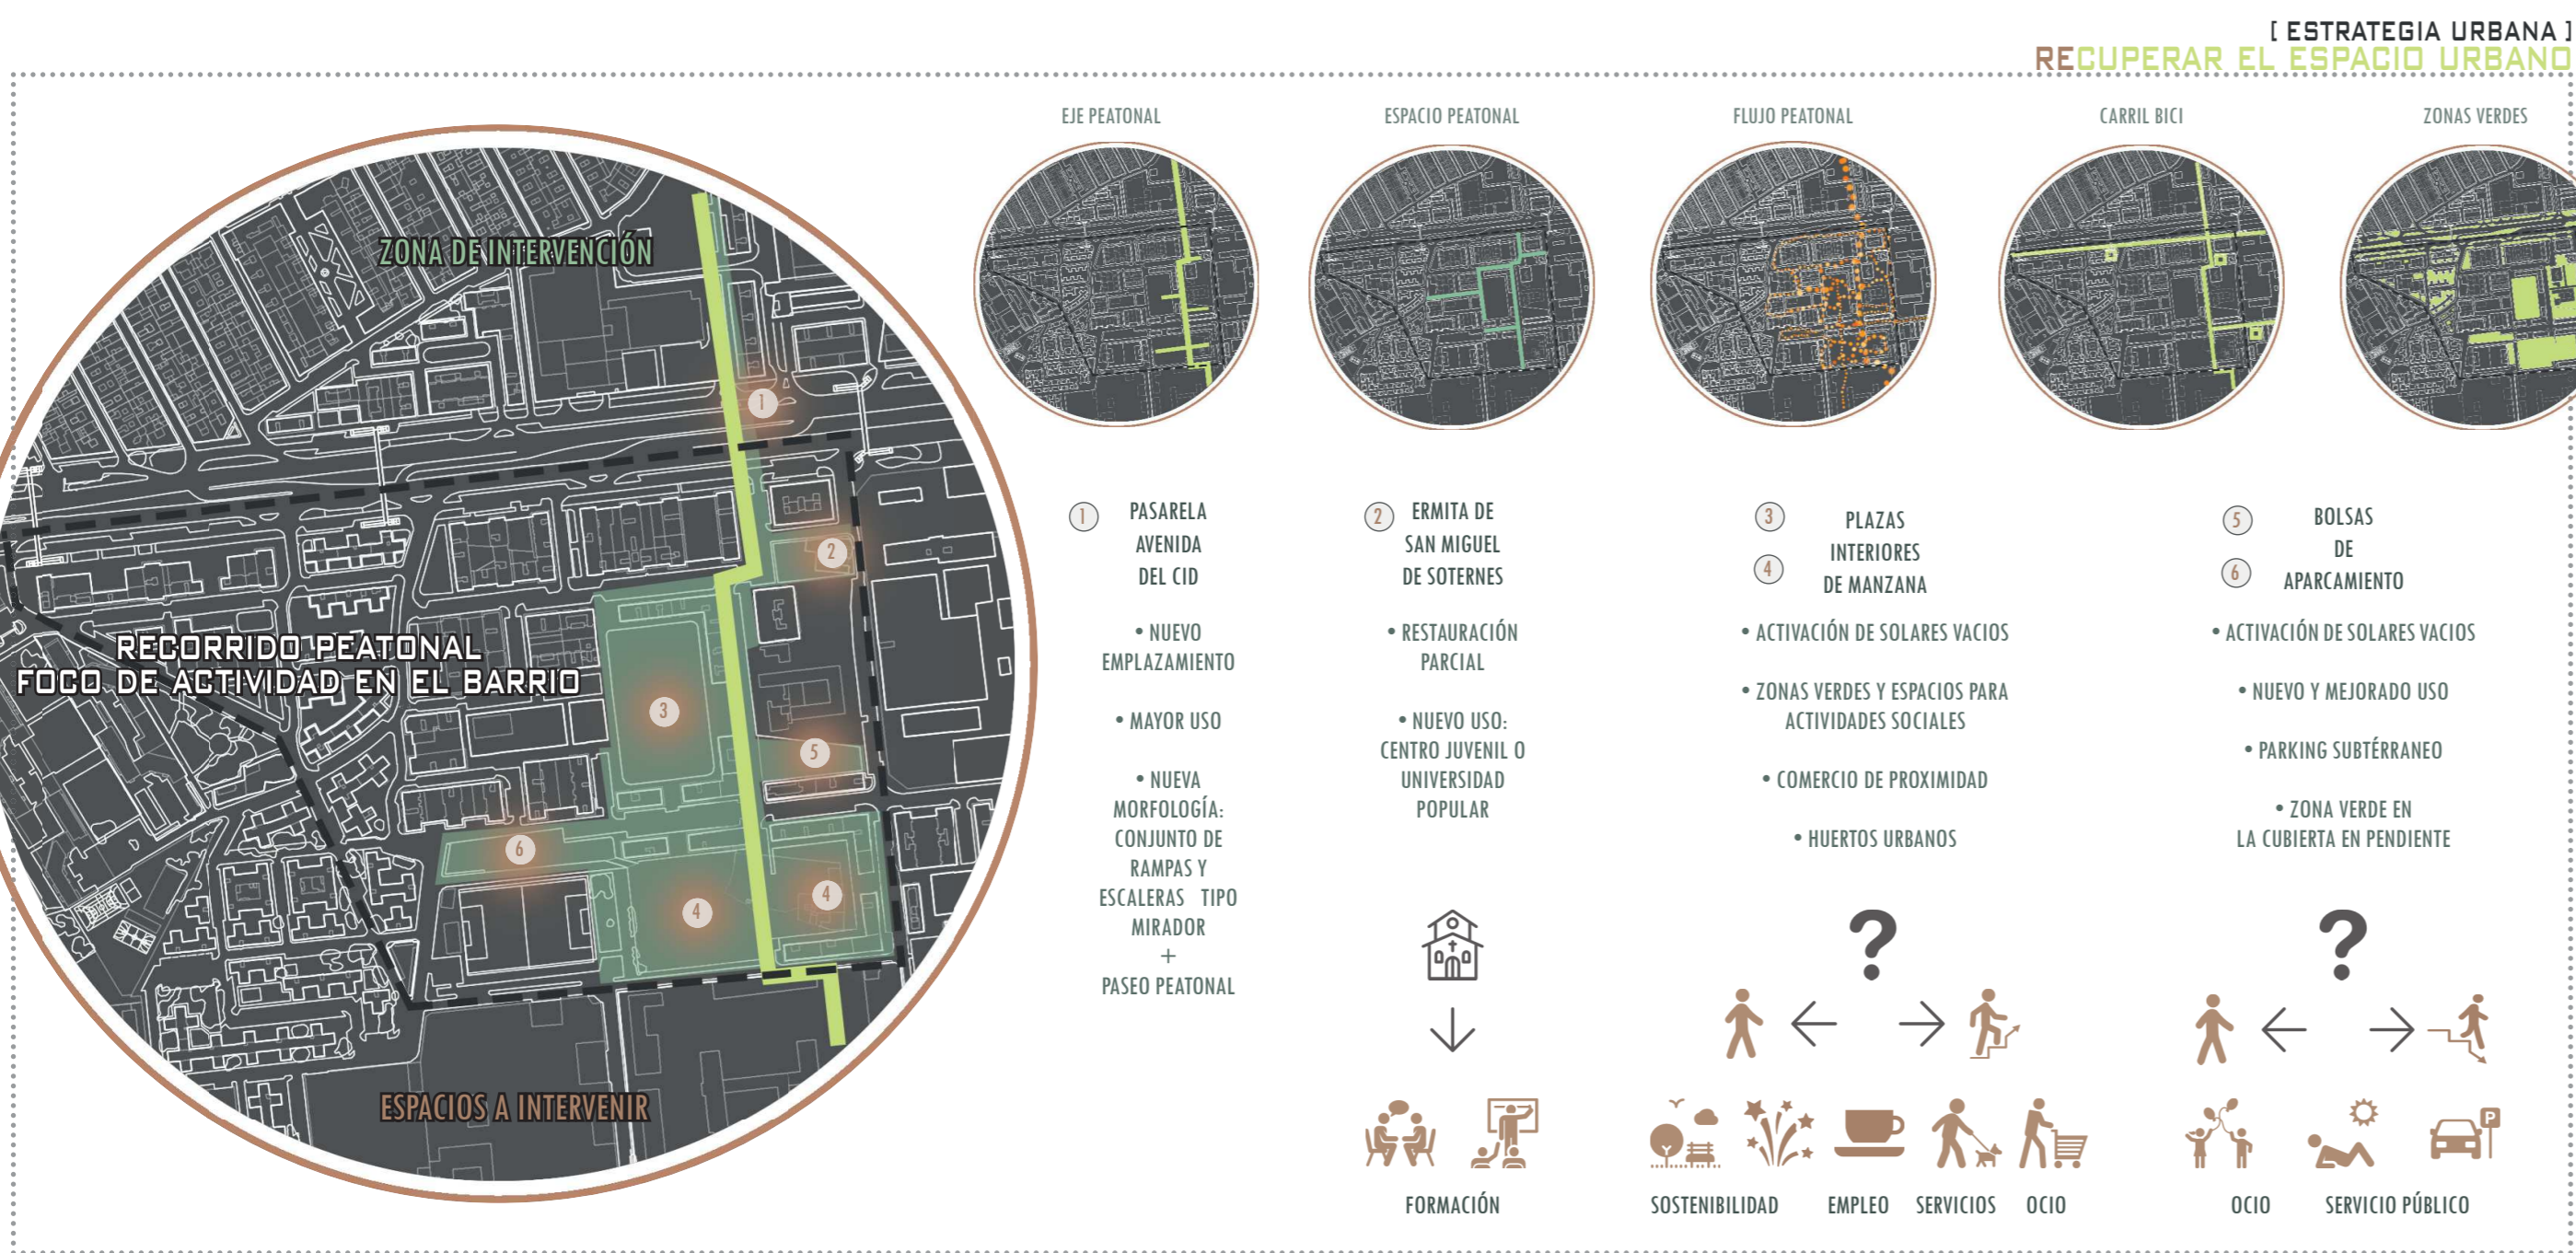 [ ESTRATEGIA URBANA ]
RECUPERAR EL ESPACIO URBANO
ZONA DE INTERVENCIÓN
1
2
RECORRIDO PEATONAL
FOCO DE ACTIVIDAD EN EL BARRIO
3
5
6
4
4
ESPACIOS A INTERVENIR
EJE PEATONAL
ESPACIO PEATONAL
FLUJO PEATONAL
CARRIL BICI
ZONAS VERDES
1
PASARELA
AVENIDA
DEL CID
• NUEVO
EMPLAZAMIENTO
• MAYOR USO
• NUEVA
MORFOLOGÍA:
CONJUNTO DE
RAMPAS Y
ESCALERAS TIPO
MIRADOR
+
PASEO PEATONAL
2
ERMITA DE
SAN MIGUEL
DE SOTERNES
• RESTAURACIÓN
PARCIAL
• NUEVO USO:
CENTRO JUVENIL O
UNIVERSIDAD
POPULAR
FORMACIÓN
3
4
PLAZAS
INTERIORES
DE MANZANA
• ACTIVACIÓN DE SOLARES VACIOS
• ZONAS VERDES Y ESPACIOS PARA
ACTIVIDADES SOCIALES
• COMERCIO DE PROXIMIDAD
• HUERTOS URBANOS
?
SOSTENIBILIDAD
EMPLEO
SERVICIOS
OCIO
5
6
BOLSAS
DE
APARCAMIENTO
• ACTIVACIÓN DE SOLARES VACIOS
• NUEVO Y MEJORADO USO
• PARKING SUBTÉRRANEO
• ZONA VERDE EN
LA CUBIERTA EN PENDIENTE
?
P
OCIO
SERVICIO PÚBLICO